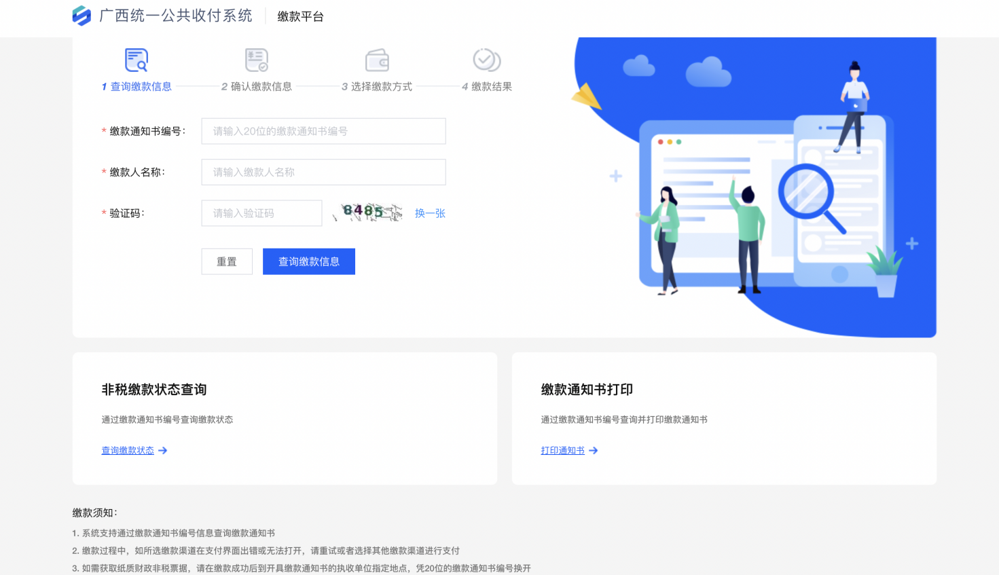 广西统一公共收付系统 缴款平台
1 查询缴款信息 2 确认缴款信息 3 选择缴款方式 4 缴款结果
* 缴款通知书编号： 请输入20位的缴款通知书编号
* 缴款人名称： 请输入缴款人名称
* 验证码： 请输入验证码 8485 换一张
重置 查询缴款信息
非税缴款状态查询
通过缴款通知书编号查询缴款状态
查询缴款状态
缴款通知书打印
通过缴款通知书编号查询并打印缴款通知书
打印通知书
缴款须知：
1. 系统支持通过缴款通知书编号信息查询缴款通知书
2. 缴款过程中，如所选缴款渠道在支付界面出错或无法打开，请重试或者选择其他缴款渠道进行支付
3. 如需获取纸质财政非税票据，请在缴款成功后到开具缴款通知书的执收单位指定地点，凭20位的缴款通知书编号换开